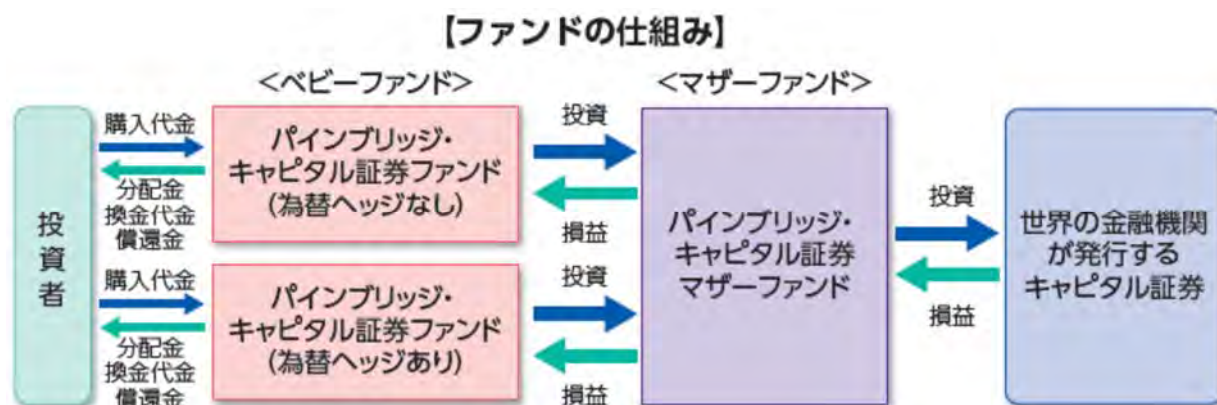 【ファンドの仕組み】
<ベビーファンド>
<マザーファンド>
投資者
購入代金
分配金
換金代金
償還金
パインブリッジ・
キャピタル証券ファンド
(為替ヘッジなし)
投資
損益
購入代金
分配金
換金代金
償還金
パインブリッジ・
キャピタル証券ファンド
(為替ヘッジあり)
投資
損益
パインブリッジ・
キャピタル証券
マザーファンド
投資
損益
世界の金融機関
が発行する
キャピタル証券